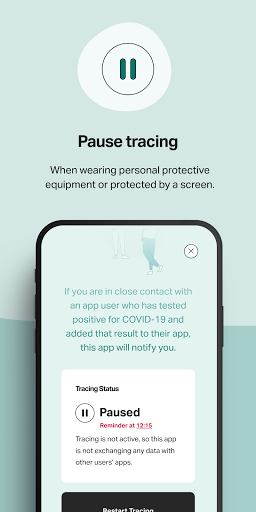 Pause tracing
When wearing personal protective
equipment or protected by a screen.
If you are in close contact with
an app user who has tested
positive for COVID-19 and
added that result to their app,
this app will notify you.
Tracing Status
Paused
Reminder at 12:15
Tracing is not active, so this app
is not exchanging any data with
other users' apps.
Restart Tracing